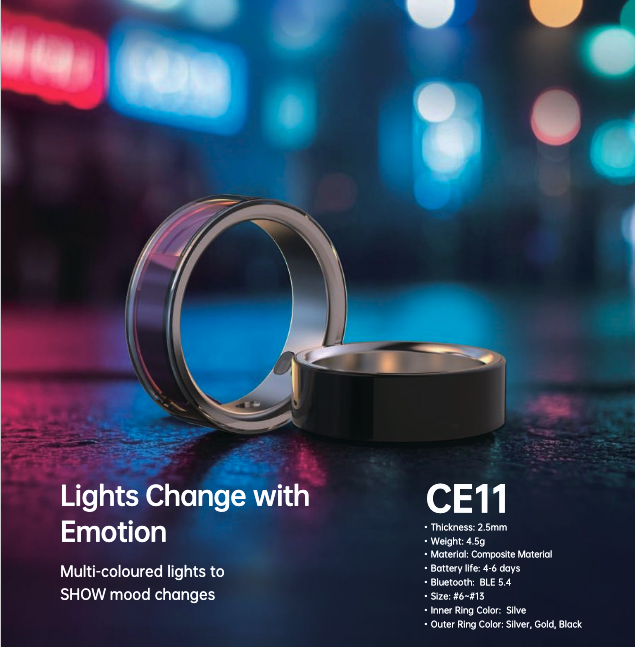 Lights Change with
Emotion
Multi-coloured lights to
SHOW mood changes
CE11
• Thickness: 2.5mm
• Weight: 4.5g
• Material: Composite Material
• Battery life: 4-6 days
• Bluetooth: BLE 5.4
• Size: #6~#13
• Inner Ring Color: Silve
• Outer Ring Color: Silver, Gold, Black